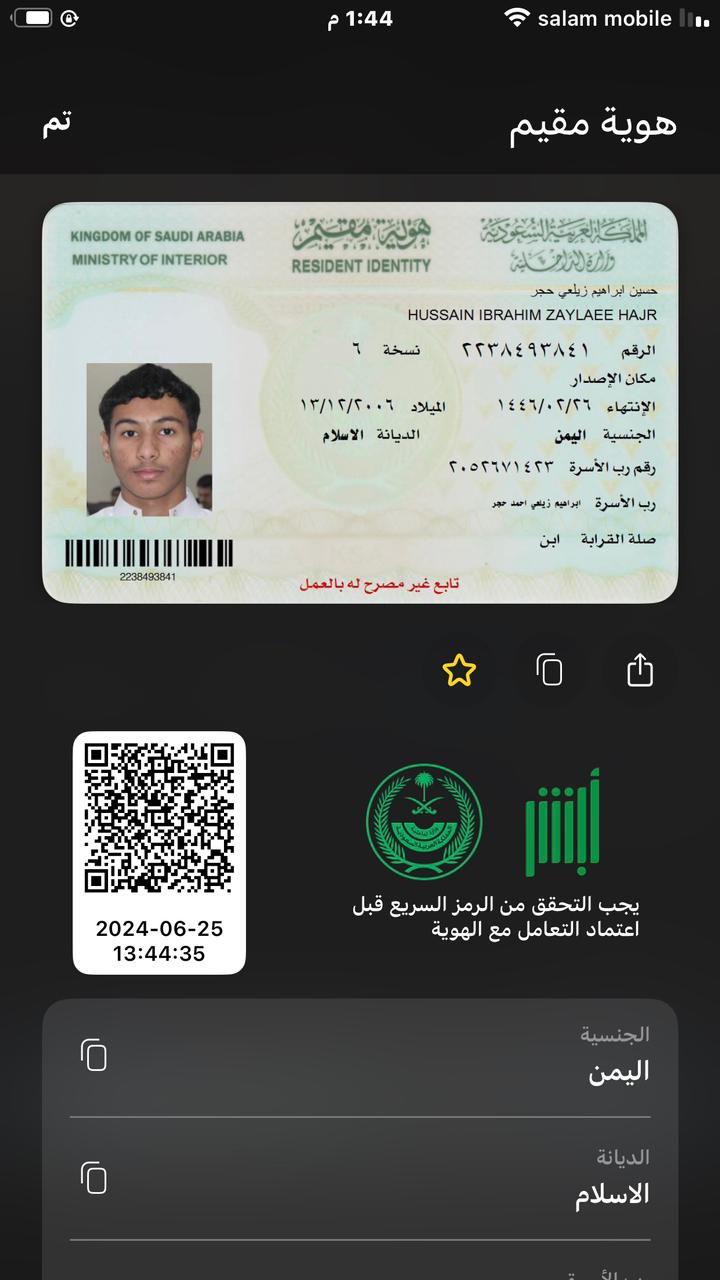 salam mobile
1:44 م
هوية مقيم
تم
المملكة العربية السعودية
وزارة الداخلية
هوية مقيم
RESIDENT IDENTITY
KINGDOM OF SAUDI ARABIA
MINISTRY OF INTERIOR
حسين ابراهيم زيلعي حجر
HUSSAIN IBRAHIM ZAYLAEE HAJR
الرقم ٢٢٣٨٤٩٣٨٤١ نسخة ٦
مكان الإصدار
الإنتهاء ١٤٤٦/٠٢/٢٦ الميلاد ١٣/١٢/٢٠٠٦
الجنسية اليمن الديانة الاسلام
رقم رب الأسرة ٢٠٥٢٦٧١٤٢٣
رب الأسرة ابراهيم زيلعي احمد حجر
صلة القرابة ابن
تابع غير مصرح له بالعمل
2238493841
أبشر
يجب التحقق من الرمز السريع قبل
اعتماد التعامل مع الهوية
2024-06-25
13:44:35
الجنسية
اليمن
الديانة
الاسلام